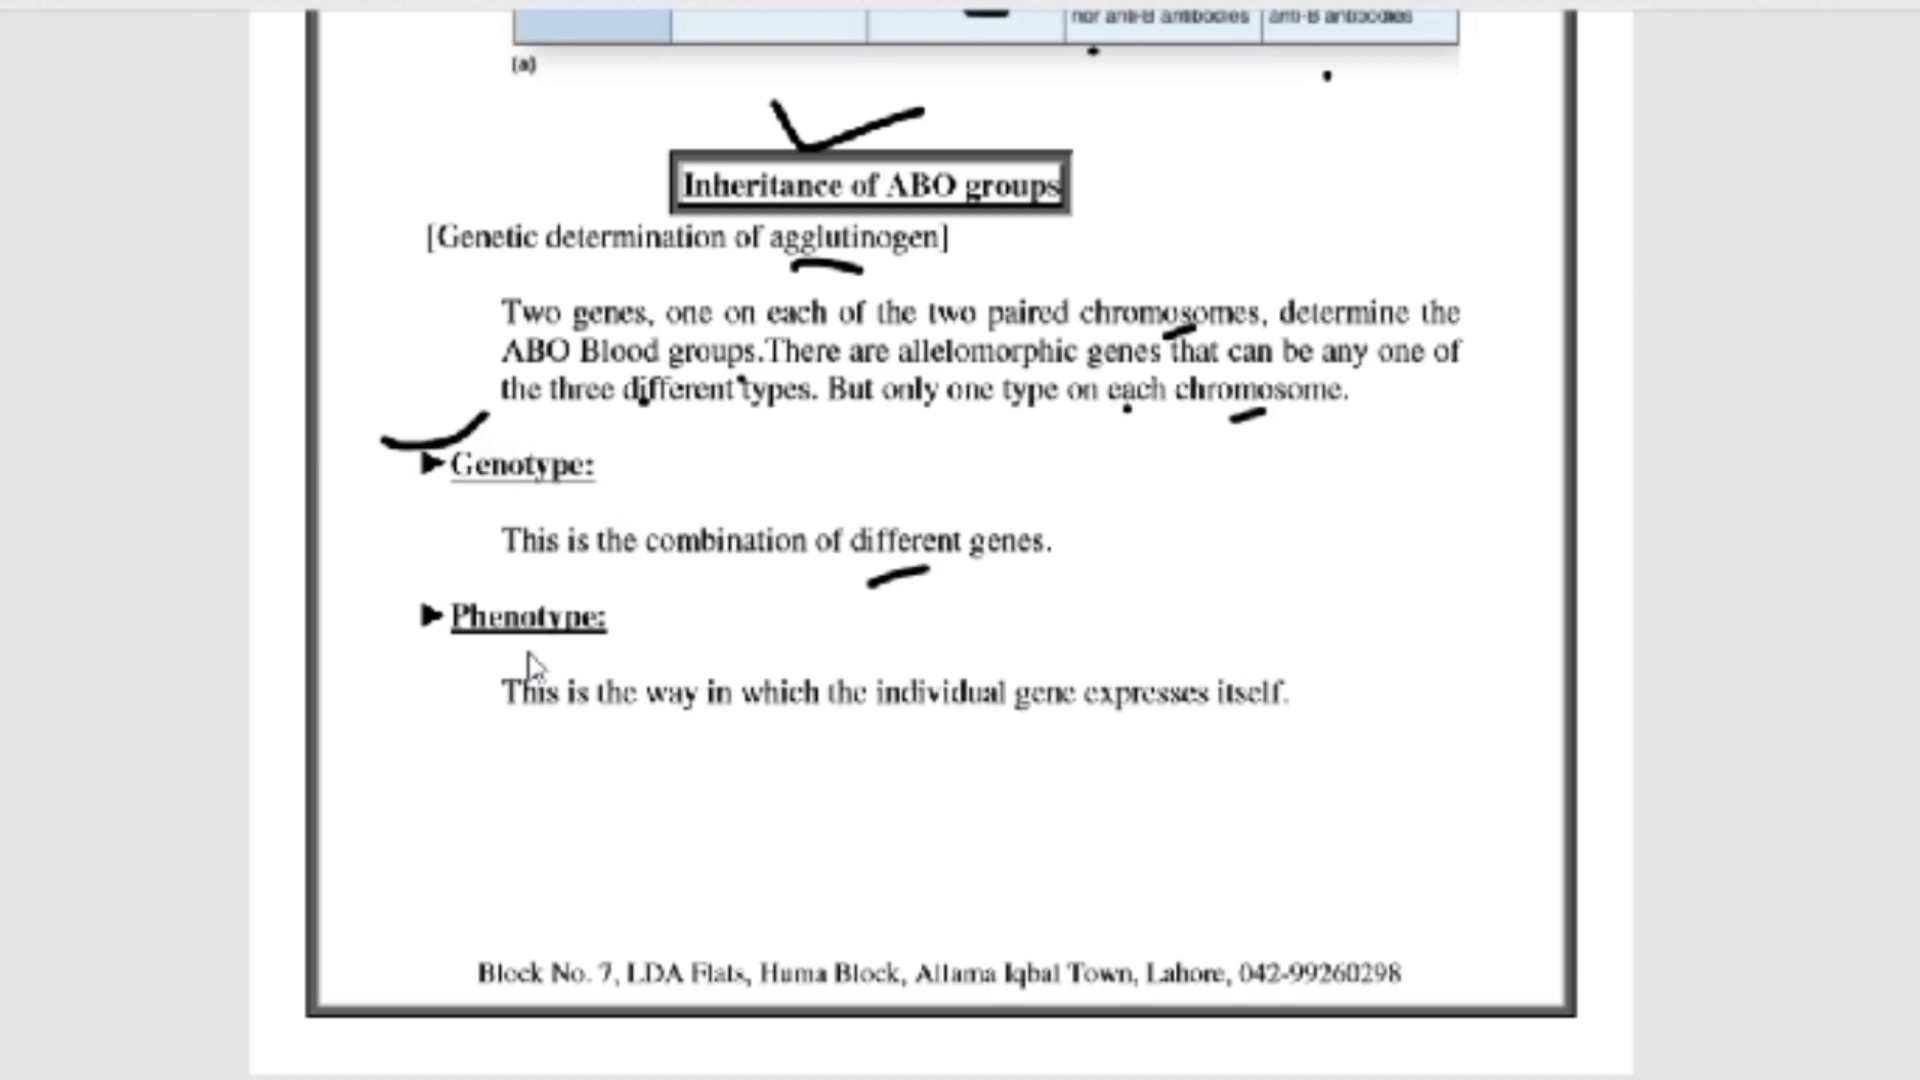 nor anti-B antibodies anti-B antibodies
(a)
Inheritance of ABO groups
[Genetic determination of agglutinogen]
Two genes, one on each of the two paired chromosomes, determine the
ABO Blood groups.There are allelomorphic genes that can be any one of
the three different types. But only one type on each chromosome.
Genotype:
This is the combination of different genes.
Phenotype:
This is the way in which the individual gene expresses itself.
Block No. 7, LDA Flats, Huma Block, Allama Iqbal Town, Lahore, 042-99260298